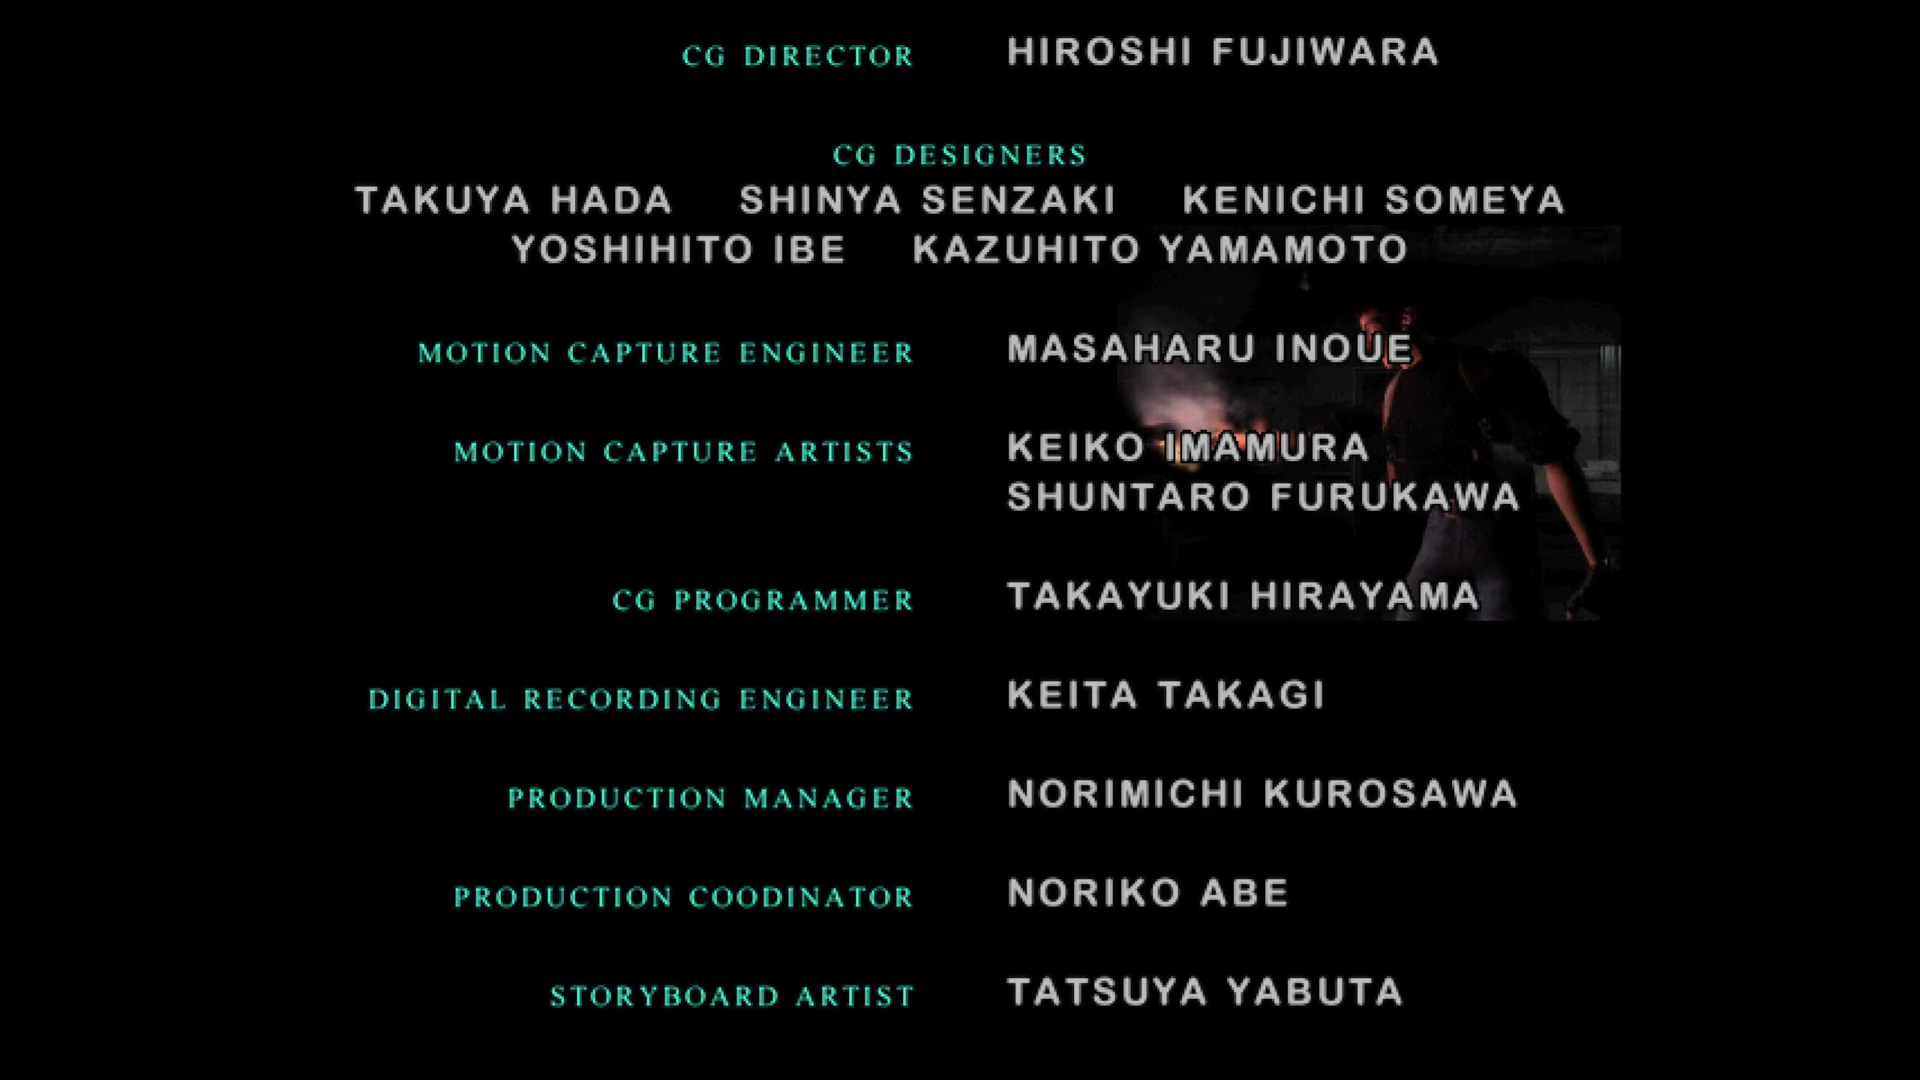 CG DIRECTOR HIROSHI FUJIWARA
CG DESIGNERS
TAKUYA HADA SHINYA SENZAKI KENICHI SOMEYA
YOSHIHITO IBE KAZUHITO YAMAMOTO
MOTION CAPTURE ENGINEER MASAHARU INOUE
MOTION CAPTURE ARTISTS KEIKO IMAMURA
SHUNTARO FURUKAWA
CG PROGRAMMER TAKAYUKI HIRAYAMA
DIGITAL RECORDING ENGINEER KEITA TAKAGI
PRODUCTION MANAGER NORIMICHI KUROSAWA
PRODUCTION COODINATOR NORIKO ABE
STORYBOARD ARTIST TATSUYA YABUTA